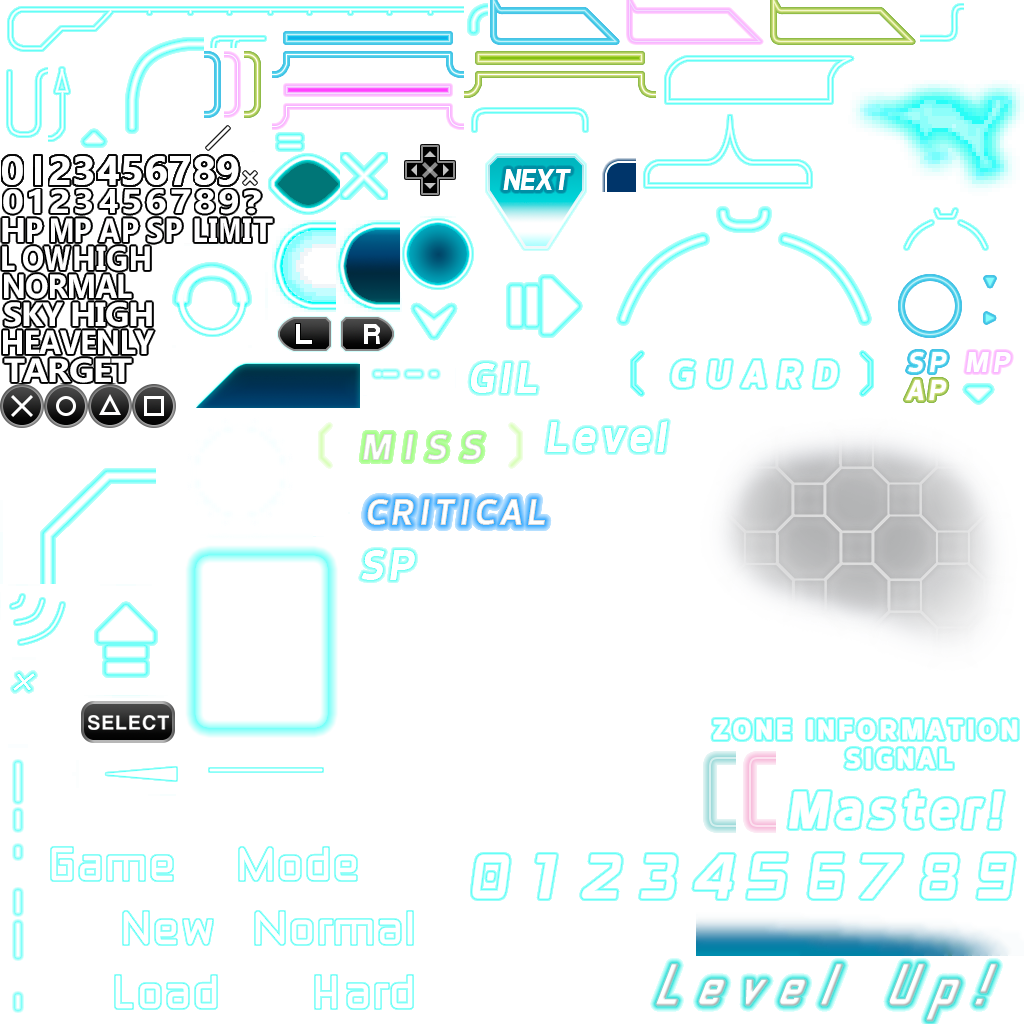 NEXT
0123456789×
0123456789?
HP MP AP SP LIMIT
LOWHIGH
NORMAL
SKY HIGH
HEAVENLY
TARGET
L R
GIL
GUARD
SP MP
AP
MISS
Level
CRITICAL
SP
SELECT
ZONE INFORMATION
SIGNAL
Master!
Game Mode
0123456789
New Normal
Load Hard
Level Up!